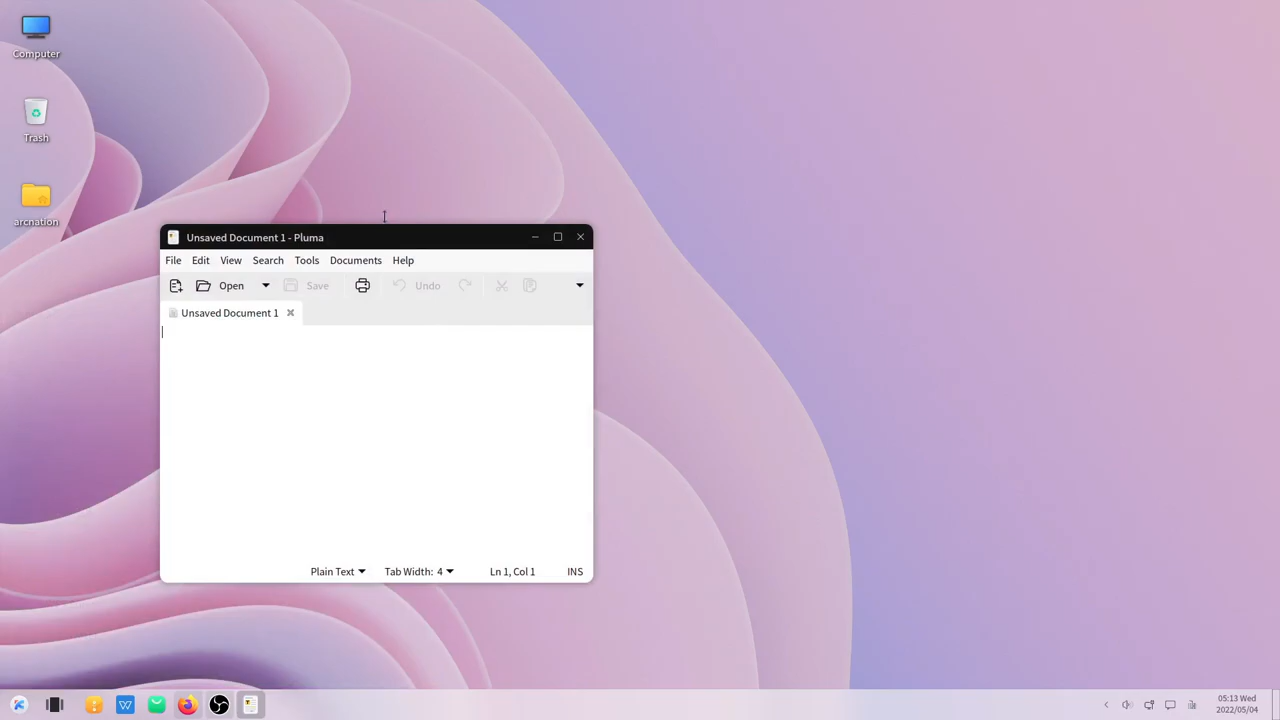 Computer
Trash
arcnation
Unsaved Document 1 - Pluma
File Edit View Search Tools Documents Help
Open Save Undo
Unsaved Document 1
Plain Text Tab Width: 4 Ln 1, Col 1 INS
05:13 Wed
2022/05/04